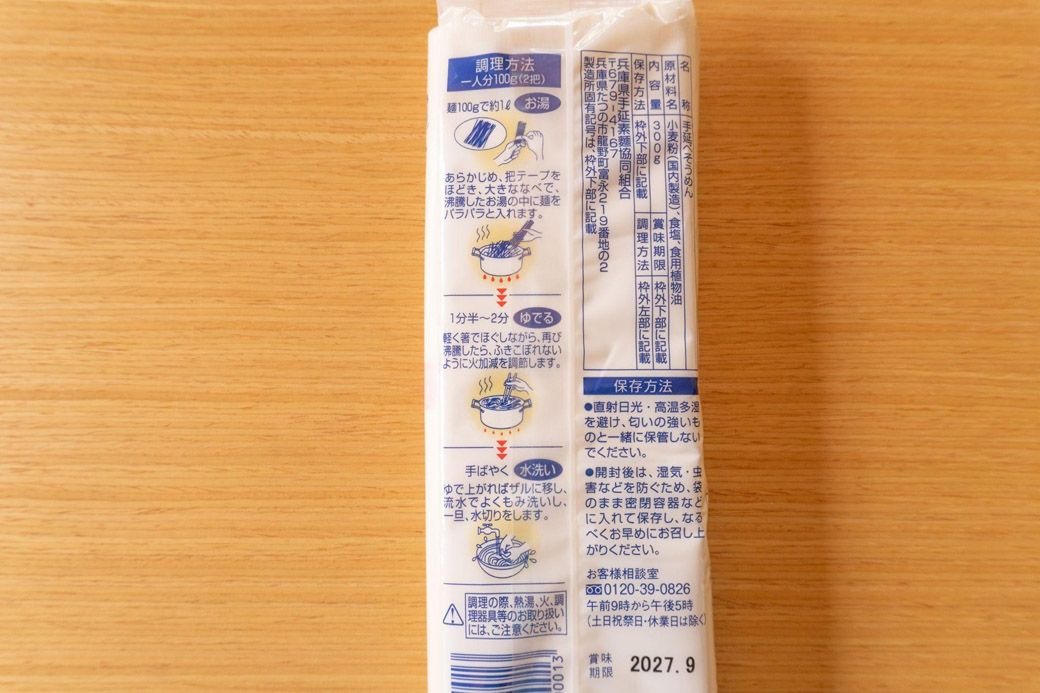 調理方法
一人分100g(2把)
麺100gで約1ℓ お湯
あらかじめ、把テープを
ほどき、大きななべで、
沸騰したお湯の中に麺を
パラパラと入れます。
1分半〜2分 ゆでる
軽く箸でほぐしながら、再び
沸騰したら、ふきこぼれない
ように火加減を調節します。
手ばやく 水洗い
ゆで上がればザルに移し、
流水でよくもみ洗いし、
一旦、水切りをします。
調理の際、熱湯、火、調
理器具等のお取り扱い
には、ご注意ください。
0013
名称 手延べそうめん
原材料名 小麦粉(国内製造)、食塩、食用植物油
内容量 300g 賞味期限 枠外下部に記載
保存方法 枠外下部に記載 調理方法 枠外左部に記載
兵庫県手延素麺協同組合
〒679-4167
兵庫県たつの市龍野町富永219番地の2
製造所固有記号は、枠外下部に記載
保存方法
●直射日光・高温多湿
を避け、匂いの強いも
のと一緒に保管しない
でください。
●開封後は、湿気・虫
害などを防ぐため、袋
のまま密閉容器など
に入れて保存し、なる
べくお早めにお召し上
がりください。
お客様相談室
0120-39-0826
午前9時から午後5時
(土日祝祭日・休業日は除く)
賞味
期限 2027.9